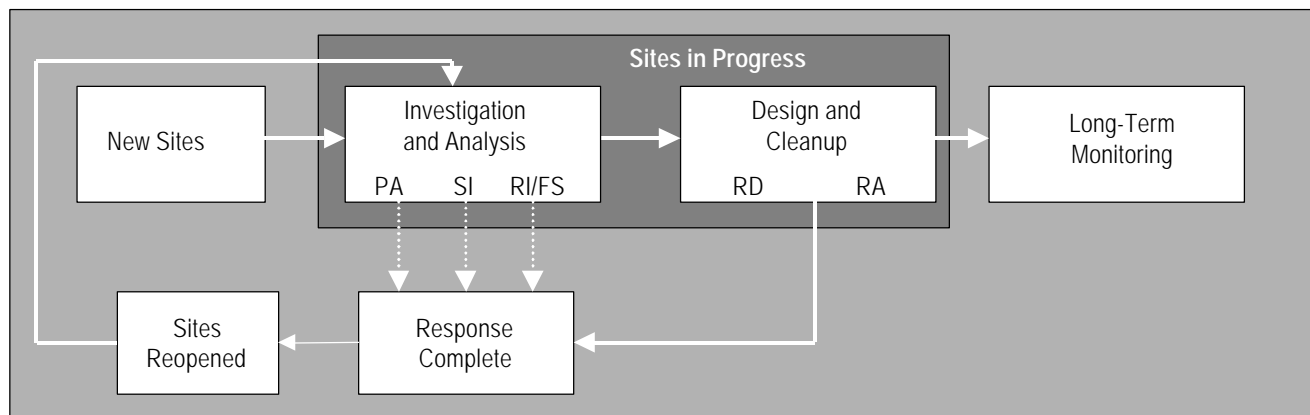 Sites in Progress
New Sites
Investigation
and Analysis
PA SI RI/FS
Design and
Cleanup
RD RA
Long-Term
Monitoring
Sites
Reopened
Response
Complete